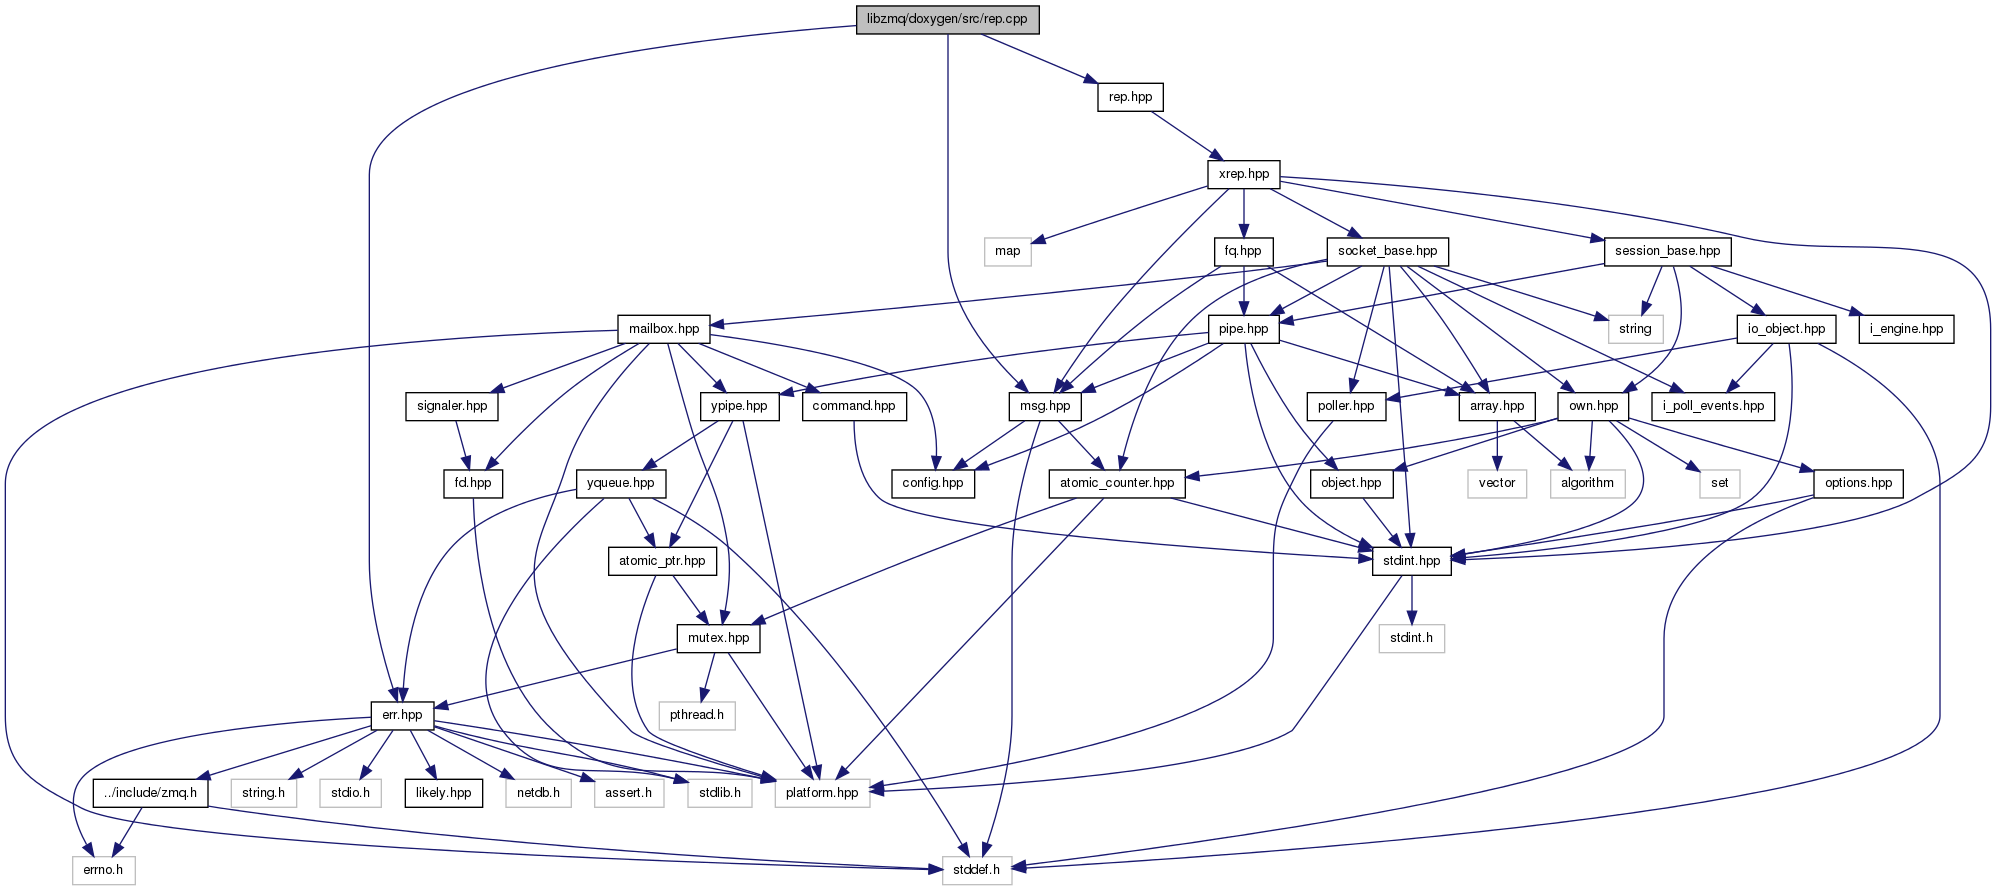 libzmq/doxygen/src/rep.cpp
rep.hpp
xrep.hpp
map
fq.hpp
socket_base.hpp
session_base.hpp
mailbox.hpp
pipe.hpp
string
io_object.hpp
i_engine.hpp
signaler.hpp
ypipe.hpp
command.hpp
msg.hpp
poller.hpp
array.hpp
own.hpp
i_poll_events.hpp
fd.hpp
yqueue.hpp
config.hpp
atomic_counter.hpp
object.hpp
vector
algorithm
set
options.hpp
atomic_ptr.hpp
stdint.hpp
mutex.hpp
stdint.h
err.hpp
pthread.h
../include/zmq.h
string.h
stdio.h
likely.hpp
netdb.h
assert.h
stdlib.h
platform.hpp
errno.h
stddef.h